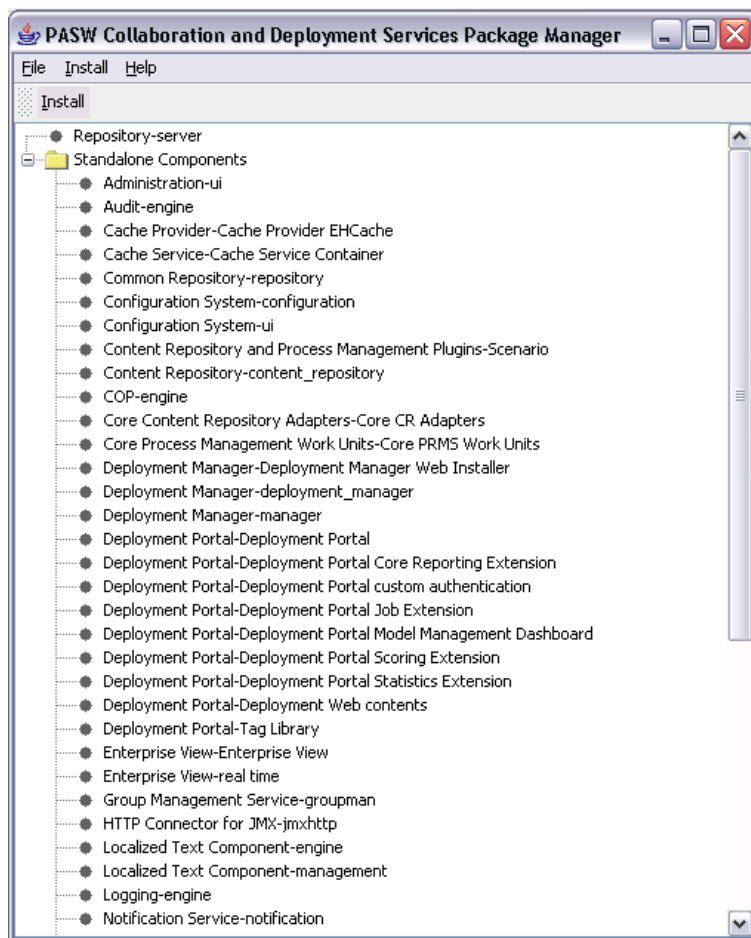 PASW Collaboration and Deployment Services Package Manager
File Install Help
Install
Repository-server
Standalone Components
Administration-ui
Audit-engine
Cache Provider-Cache Provider EHCache
Cache Service-Cache Service Container
Common Repository-repository
Configuration System-configuration
Configuration System-ui
Content Repository and Process Management Plugins-Scenario
Content Repository-content_repository
COP-engine
Core Content Repository Adapters-Core CR Adapters
Core Process Management Work Units-Core PRMS Work Units
Deployment Manager-Deployment Manager Web Installer
Deployment Manager-deployment_manager
Deployment Manager-manager
Deployment Portal-Deployment Portal
Deployment Portal-Deployment Portal Core Reporting Extension
Deployment Portal-Deployment Portal custom authentication
Deployment Portal-Deployment Portal Job Extension
Deployment Portal-Deployment Portal Model Management Dashboard
Deployment Portal-Deployment Portal Scoring Extension
Deployment Portal-Deployment Portal Statistics Extension
Deployment Portal-Deployment Web contents
Deployment Portal-Tag Library
Enterprise View-Enterprise View
Enterprise View-real time
Group Management Service-groupman
HTTP Connector for JMX-jmxhttp
Localized Text Component-engine
Localized Text Component-management
Logging-engine
Notification Service-notification